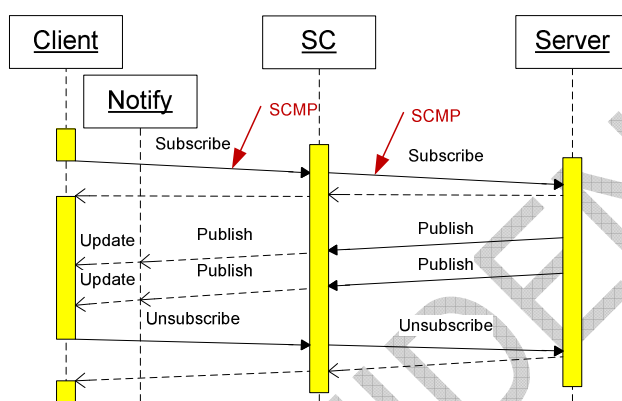 Client
SC
Server
Notify
SCMP
SCMP
Subscribe
Subscribe
Publish
Update
Publish
Publish
Update
Publish
Unsubscribe
Unsubscribe